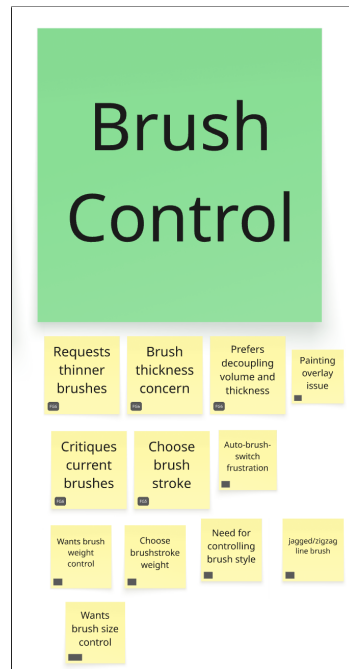 Brush
Control
Requests
thinner
brushes
Brush
thickness
concern
Prefers
decoupling
volume and
thickness
Painting
overlay
issue
Critiques
current
brushes
Choose
brush
stroke
Auto-brush-
switch
frustration
Wants brush
weight
control
Choose
brushstroke
weight
Need for
controlling
brush style
jagged/zigzag
line brush
Wants
brush size
control